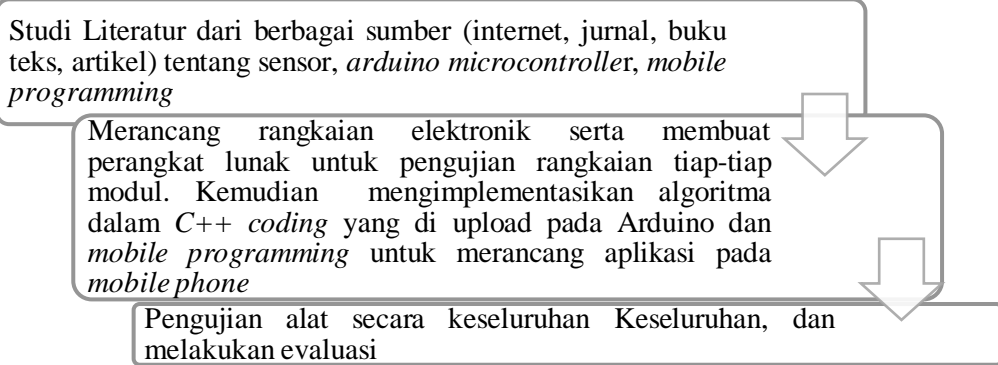 Studi Literatur dari berbagai sumber (internet, jurnal, buku
teks, artikel) tentang sensor, arduino microcontroller, mobile
programming
Merancang rangkaian elektronik serta membuat
perangkat lunak untuk pengujian rangkaian tiap-tiap
modul. Kemudian mengimplementasikan algoritma
dalam C++ coding yang di upload pada Arduino dan
mobile programming untuk merancang aplikasi pada
mobile phone
Pengujian alat secara keseluruhan Keseluruhan, dan
melakukan evaluasi